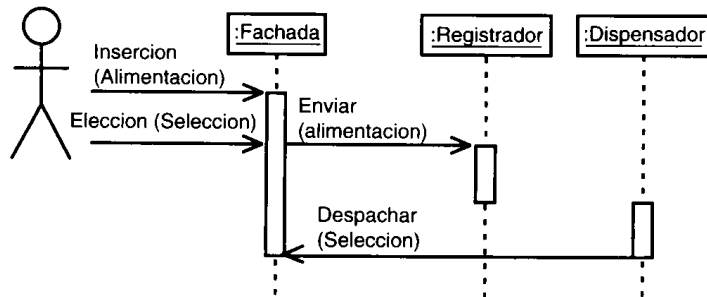 :Fachada
:Registrador
:Dispensador
Insercion
(Alimentacion)
Eleccion (Seleccion)
Enviar
(alimentacion)
Despachar
(Seleccion)